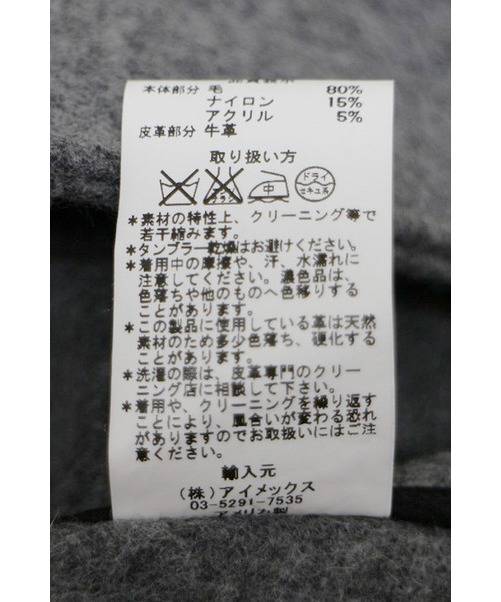 品質表示
本体部分 毛 80%
ナイロン 15%
アクリル 5%
皮革部分 牛革
取り扱い方
中 ドライ セキユ系
*素材の特性上、クリーニング等で
若干縮みます。
*タンブラー乾燥はお避けください。
*着用中の摩擦や、汗、水濡れに
注意してください。濃色品は、
色落ちや他のものへ色移りする
ことがあります。
*この製品に使用している革は天然
素材のため多少色落ち、硬化する
ことがあります。
*洗濯の際は、皮革専門のクリー
ニング店に相談して下さい。
*着用や、クリーニングを繰り返す
ことにより、風合いが変わる恐れ
がありますのでお取扱いにはご注
意ください。
輸入元
(株)アイメックス
03-5291-7535
アメリカ製